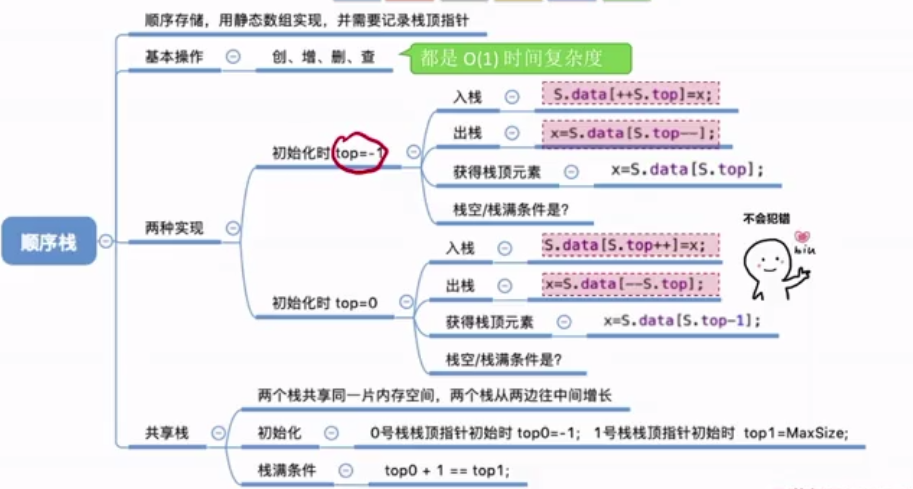 顺序存储，用静态数组实现，并需要记录栈顶指针
基本操作
创、增、删、查
都是 O(1) 时间复杂度
顺序栈
两种实现
初始化时 top=-1
入栈
S.data[++S.top]=x;
出栈
x=S.data[S.top--];
获得栈顶元素
x=S.data[S.top];
栈空/栈满条件是?
初始化时 top=0
入栈
S.data[S.top++]=x;
出栈
x=S.data[--S.top];
获得栈顶元素
x=S.data[S.top-1];
栈空/栈满条件是?
不会犯错
biu
共享栈
两个栈共享同一片内存空间，两个栈从两边往中间增长
初始化
0号栈栈顶指针初始时 top0=-1; 1号栈栈顶指针初始时 top1=MaxSize;
栈满条件
top0 + 1 == top1;